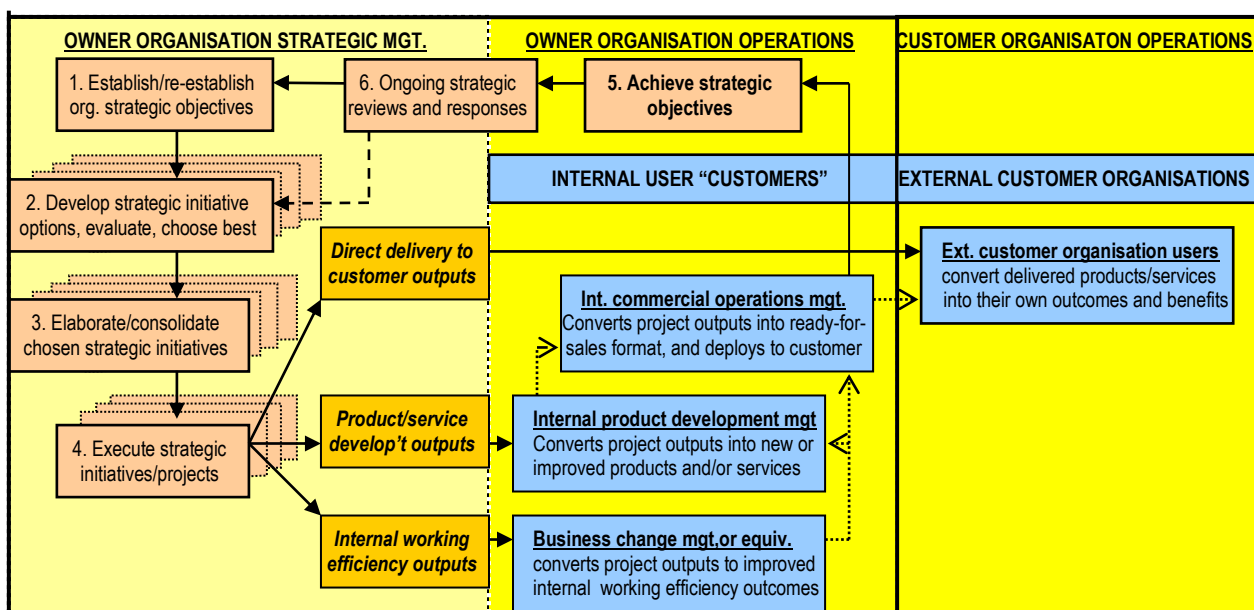 OWNER ORGANISATION STRATEGIC MGT.
OWNER ORGANISATION OPERATIONS
CUSTOMER ORGANISATON OPERATIONS
1. Establish/re-establish
org. strategic objectives
6. Ongoing strategic
reviews and responses
5. Achieve strategic
objectives
INTERNAL USER “CUSTOMERS”
EXTERNAL CUSTOMER ORGANISATIONS
2. Develop strategic initiative
options, evaluate, choose best
Direct delivery to
customer outputs
Ext. customer organisation users
convert delivered products/services
into their own outcomes and benefits
Int. commercial operations mgt.
Converts project outputs into ready-for-
sales format, and deploys to customer
3. Elaborate/consolidate
chosen strategic initiatives
4. Execute strategic
initiatives/projects
Product/service
develop’t outputs
Internal product development mgt
Converts project outputs into new or
improved products and/or services
Internal working
efficiency outputs
Business change mgt,or equiv.
converts project outputs to improved
internal working efficiency outcomes